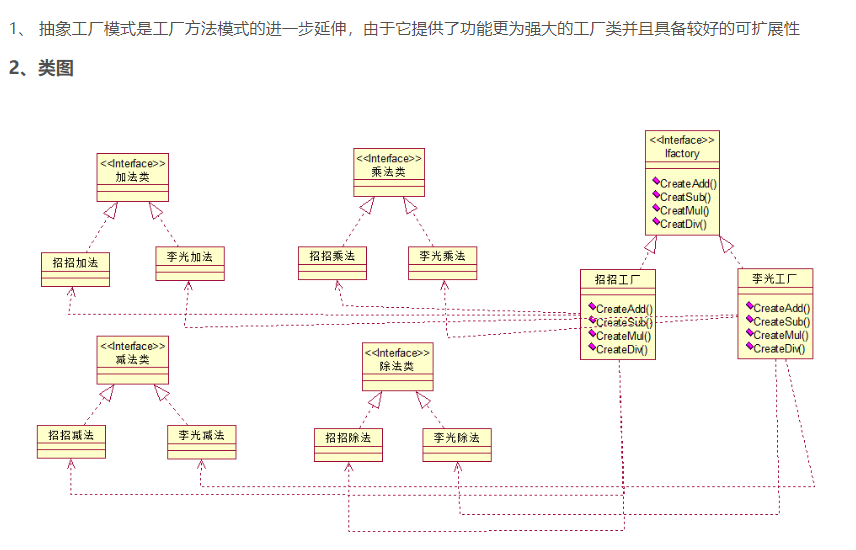 1、 抽象工厂模式是工厂方法模式的进一步延伸，由于它提供了功能更为强大的工厂类并且具备较好的可扩展性
2、类图
<<Interface>>
加法类
招招加法
李光加法
<<Interface>>
乘法类
招招乘法
李光乘法
<<Interface>>
Ifactory
CreateAdd()
CreatSub()
CreatMul()
CreatDiv()
招招工厂
CreateAdd()
CreateSub()
CreateMul()
CreateDiv()
李光工厂
CreateAdd()
CreateSub()
CreateMul()
CreateDiv()
<<Interface>>
减法类
招招减法
李光减法
<<Interface>>
除法类
招招除法
李光除法